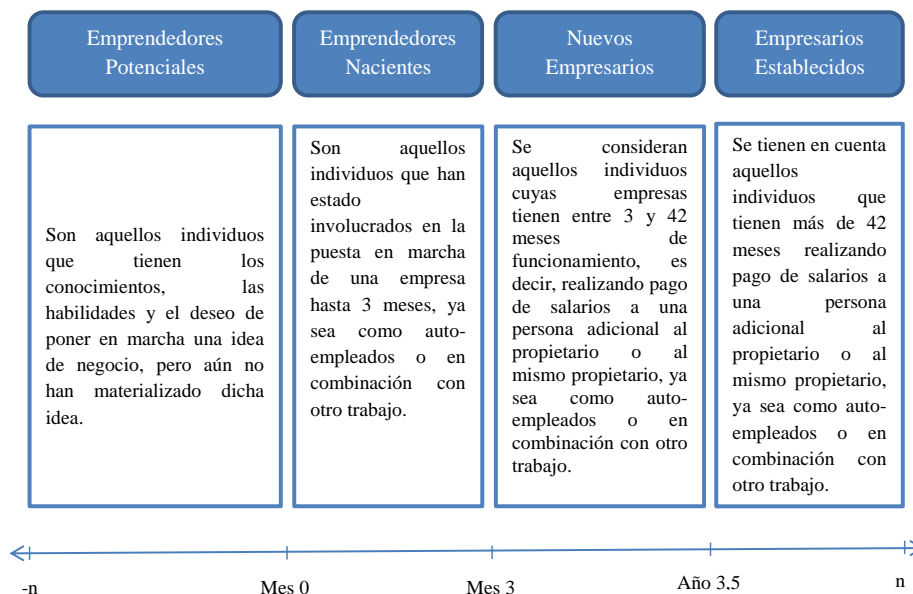 Emprendedores
Potenciales
Emprendedores
Nacientes
Nuevos
Empresarios
Empresarios
Establecidos
Son aquellos individuos
que tienen los
conocimientos, las
habilidades y el deseo de
poner en marcha una idea
de negocio, pero aún no
han materializado dicha
idea.
Son aquellos
individuos que han
estado
involucrados en la
puesta en marcha
de una empresa
hasta 3 meses, ya
sea como auto-
empleados o en
combinación con
otro trabajo.
Se consideran
aquellos individuos
cuyas empresas
tienen entre 3 y 42
meses de
funcionamiento, es
decir, realizando pago
de salarios a una
persona adicional al
propietario o al
mismo propietario, ya
sea como auto-
empleados o en
combinación con otro
trabajo.
Se tienen en cuenta
aquellos
individuos que
tienen más de 42
meses realizando
pago de salarios a
una persona
adicional al
propietario o al
mismo propietario,
ya sea como auto-
empleados o en
combinación con
otro trabajo.
-n
Mes 0
Mes 3
Año 3,5
n